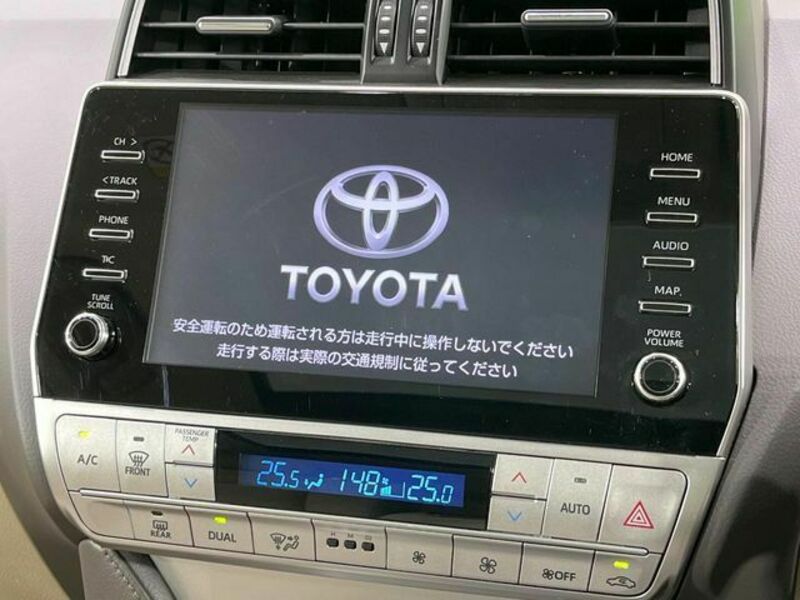 CH >
< TRACK
PHONE
T/C
TUNE
SCROLL
TOYOTA
安全運転のため運転される方は走行中に操作しないでください
走行する際は実際の交通規制に従ってください
HOME
MENU
AUDIO
MAP
POWER
VOLUME
A/C
FRONT
PASSENGER
TEMP
25.5
1:48
25.0
AUTO
REAR
DUAL
H M D
OFF